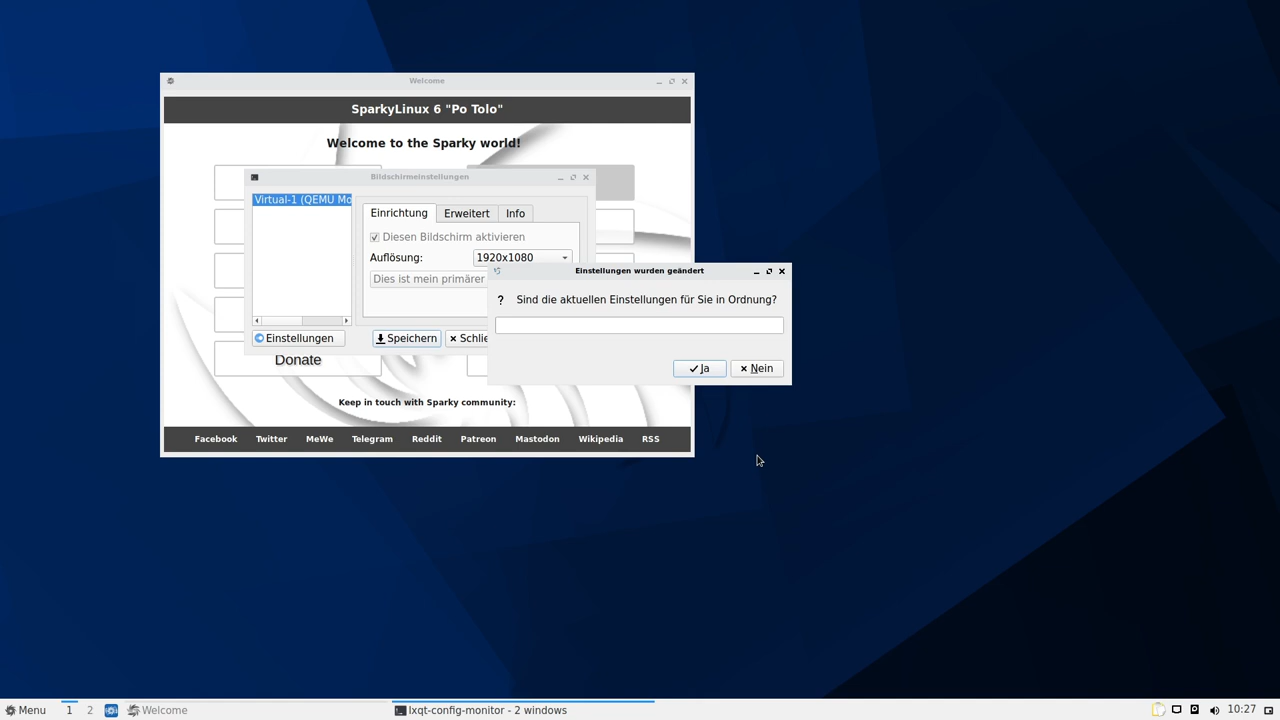 Welcome
SparkyLinux 6 "Po Tolo"
Welcome to the Sparky world!
Bildschirmeinstellungen
Virtual-1 (QEMU Mo
Einrichtung
Erweitert
Info
Diesen Bildschirm aktivieren
Auflösung:
1920x1080
Dies ist mein primärer
Einstellungen
Speichern
Schlie
Einstellungen wurden geändert
? Sind die aktuellen Einstellungen für Sie in Ordnung?
Ja
Nein
Donate
Keep in touch with Sparky community:
Facebook Twitter MeWe Telegram Reddit Patreon Mastodon Wikipedia RSS
Menu 1 2 Welcome lxqt-config-monitor - 2 windows 10:27